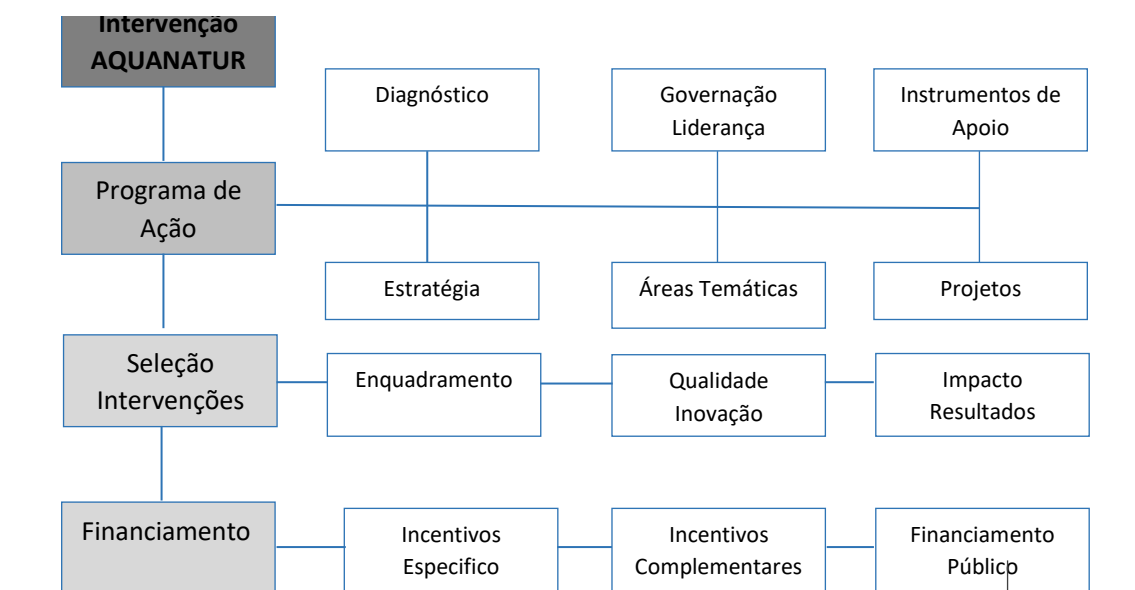 Intervenção
AQUANATUR
Diagnóstico
Governação
Liderança
Instrumentos de
Apoio
Programa de
Ação
Estratégia
Áreas Temáticas
Projetos
Seleção
Intervenções
Enquadramento
Qualidade
Inovação
Impacto
Resultados
Financiamento
Incentivos
Especifico
Incentivos
Complementares
Financiamento
Público